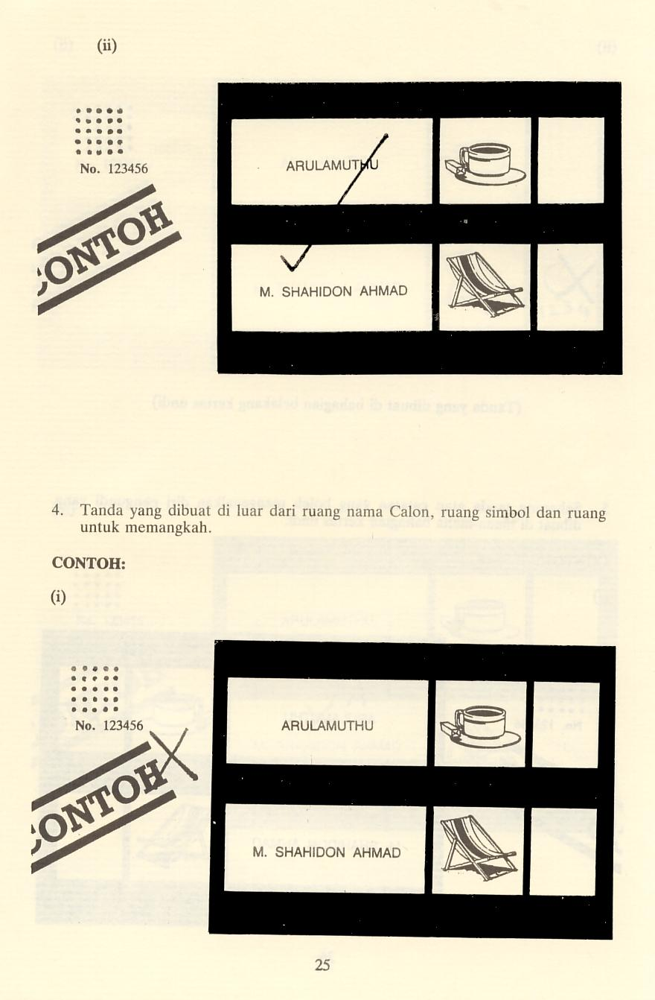 (ii)
No. 123456
CONTOH
ARULAMUTHU
M. SHAHIDON AHMAD
4. Tanda yang dibuat di luar dari ruang nama Calon, ruang simbol dan ruang
untuk memangkah.
CONTOH:
(i)
No. 123456
CONTOH
ARULAMUTHU
M. SHAHIDON AHMAD
25